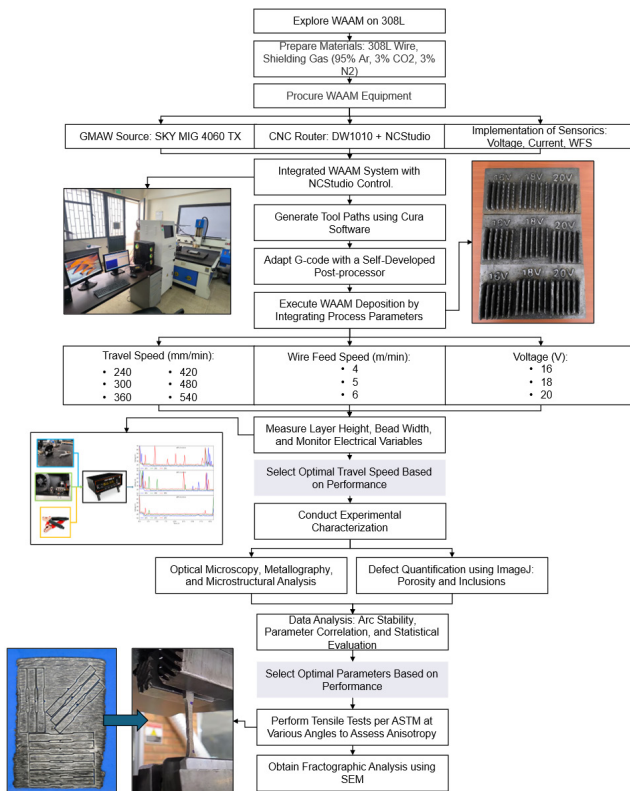 Explore WAAM on 308L
Prepare Materials: 308L Wire,
Shielding Gas (95% Ar, 3% CO2, 3%
N2)
Procure WAAM Equipment
GMAW Source: SKY MIG 4060 TX
CNC Router: DW1010 + NCStudio
Implementation of Sensorics:
Voltage, Current, WFS
Integrated WAAM System with
NCStudio Control.
18V
20V
18V
20V
18V
20V
Generate Tool Paths using Cura
Software
Adapt G-code with a Self-Developed
Post-processor
Execute WAAM Deposition by
Integrating Process Parameters
Travel Speed (mm/min):
• 240
• 300
• 360
• 420
• 480
• 540
Wire Feed Speed (m/min):
• 4
• 5
• 6
Voltage (V):
• 16
• 18
• 20
Measure Layer Height, Bead Width,
and Monitor Electrical Variables
Select Optimal Travel Speed Based
on Performance
Conduct Experimental
Characterization
Optical Microscopy, Metallography,
and Microstructural Analysis
Defect Quantification using ImageJ:
Porosity and Inclusions
Data Analysis: Arc Stability,
Parameter Correlation, and Statistical
Evaluation
Select Optimal Parameters Based on
Performance
Perform Tensile Tests per ASTM at
Various Angles to Assess Anisotropy
Obtain Fractographic Analysis using
SEM